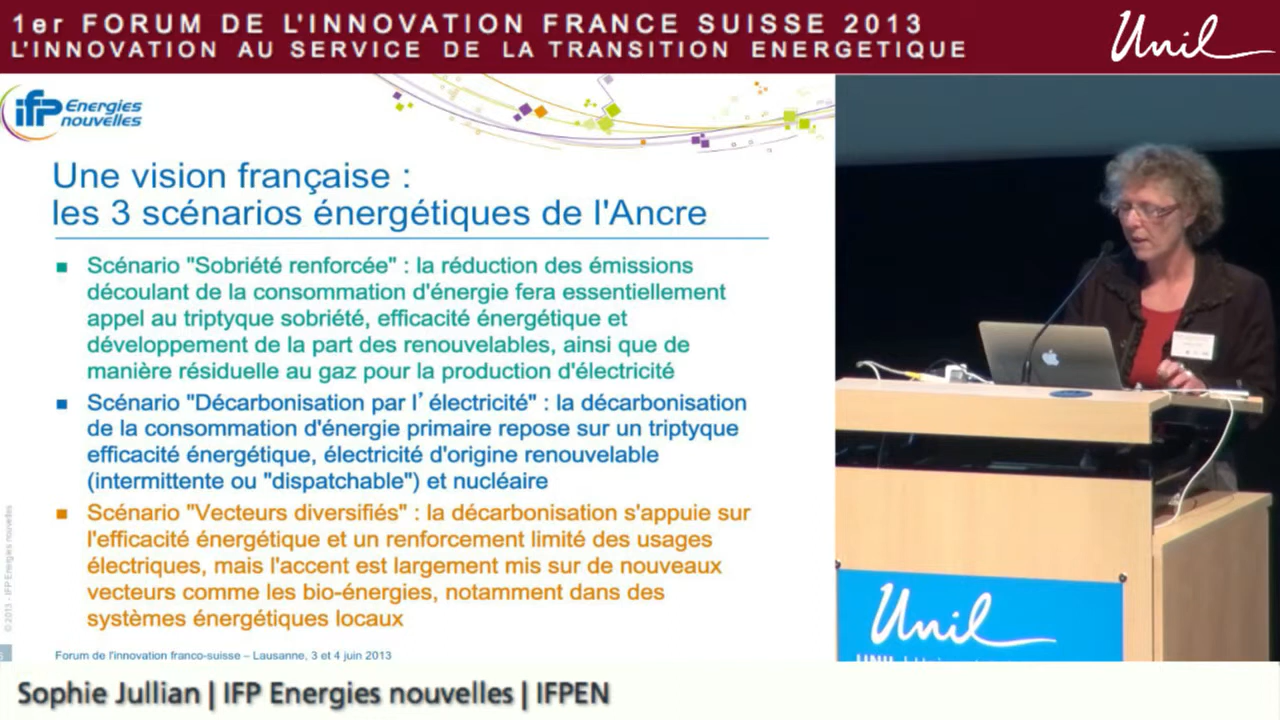 1er FORUM DE L'INNOVATION FRANCE SUISSE 2013
L'INNOVATION AU SERVICE DE LA TRANSITION ENERGETIQUE
Unil
ifp Energies
nouvelles
Une vision française :
les 3 scénarios énergétiques de l'Ancre
Scénario "Sobriété renforcée" : la réduction des émissions
découlant de la consommation d'énergie fera essentiellement
appel au triptyque sobriété, efficacité énergétique et
développement de la part des renouvelables, ainsi que de
manière résiduelle au gaz pour la production d'électricité
Scénario "Décarbonisation par l’électricité" : la décarbonisation
de la consommation d'énergie primaire repose sur un triptyque
efficacité énergétique, électricité d'origine renouvelable
(intermittente ou "dispatchable") et nucléaire
Scénario "Vecteurs diversifiés" : la décarbonisation s'appuie sur
l'efficacité énergétique et un renforcement limité des usages
électriques, mais l'accent est largement mis sur de nouveaux
vecteurs comme les bio-énergies, notamment dans des
systèmes énergétiques locaux
© 2013 - IFP Energies nouvelles
Forum de l'innovation franco-suisse – Lausanne, 3 et 4 juin 2013
Unil
Sophie Jullian | IFP Energies nouvelles | IFPEN